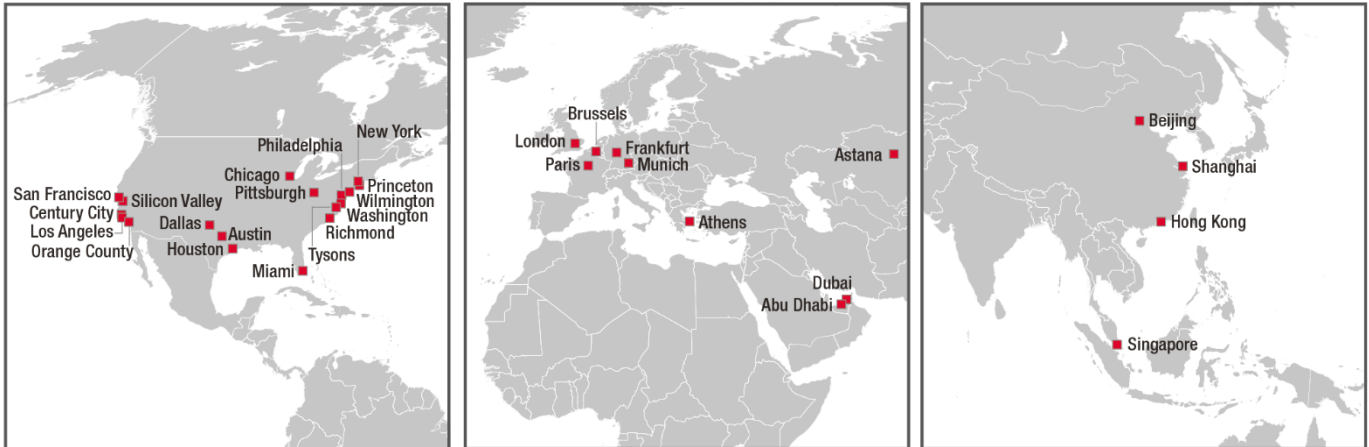 New York
Philadelphia
Chicago
Pittsburgh
Princeton
Wilmington
Washington
Richmond
Tysons
San Francisco
Silicon Valley
Century City
Los Angeles
Orange County
Dallas
Austin
Houston
Miami
Brussels
London
Frankfurt
Paris
Munich
Astana
Athens
Dubai
Abu Dhabi
Beijing
Shanghai
Hong Kong
Singapore